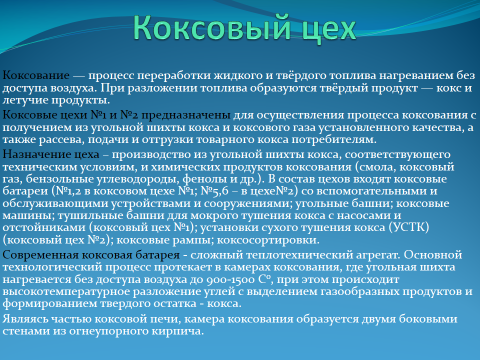 Коксовый цех
Коксование — процесс переработки жидкого и твёрдого топлива нагреванием без
доступа воздуха. При разложении топлива образуются твёрдый продукт — кокс и
летучие продукты.
Коксовые цехи №1 и №2 предназначены для осуществления процесса коксования с
получением из угольной шихты кокса и коксового газа установленного качества, а
также рассева, подачи и отгрузки товарного кокса потребителям.
Назначение цеха – производство из угольной шихты кокса, соответствующего
техническим условиям, и химических продуктов коксования (смола, коксовый
газ, бензольные углеводороды, фенолы и др.). В состав цехов входят коксовые
батареи (№1,2 в коксовом цехе №1; №5,6 – в цехе№2) со вспомогательными и
обслуживающими устройствами и сооружениями; угольные башни; коксовые
машины; тушильные башни для мокрого тушения кокса с насосами и
отстойниками (коксовый цех №1); установки сухого тушения кокса (УСТК)
(коксовый цех №2); коксовые рампы; коксосортировки.
Современная коксовая батарея - сложный теплотехнический агрегат. Основной
технологический процесс протекает в камерах коксования, где угольная шихта
нагревается без доступа воздуха до 900-1500 С⁰, при этом происходит
высокотемпературное разложение углей с выделением газообразных продуктов и
формированием твердого остатка - кокса.
Являясь частью коксовой печи, камера коксования образуется двумя боковыми
стенами из огнеупорного кирпича.